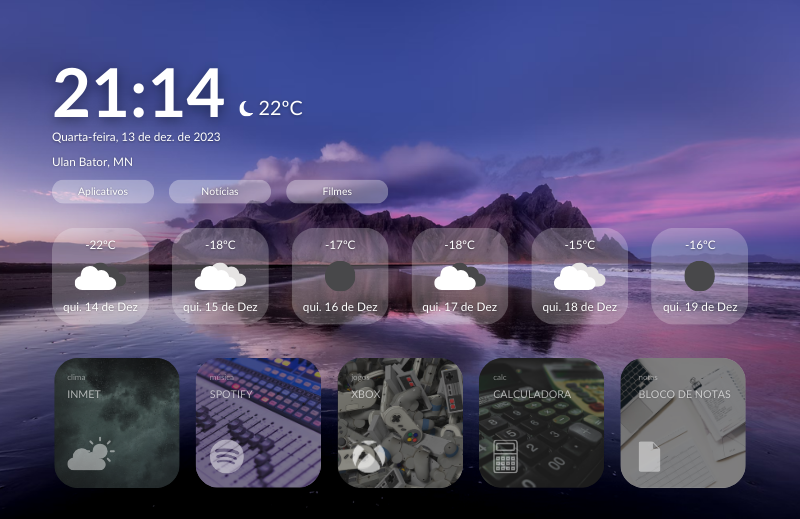 21:14
22°C
Quarta-feira, 13 de dez. de 2023
Ulan Bator, MN
Aplicativos Notícias Filmes
-22°C -18°C -17°C -18°C -15°C -16°C
qui. 14 de Dez qui. 15 de Dez qui. 16 de Dez qui. 17 de Dez qui. 18 de Dez qui. 19 de Dez
clima música jogos calc notas
INMET SPOTIFY XBOX CALCULADORA BLOCO DE NOTAS